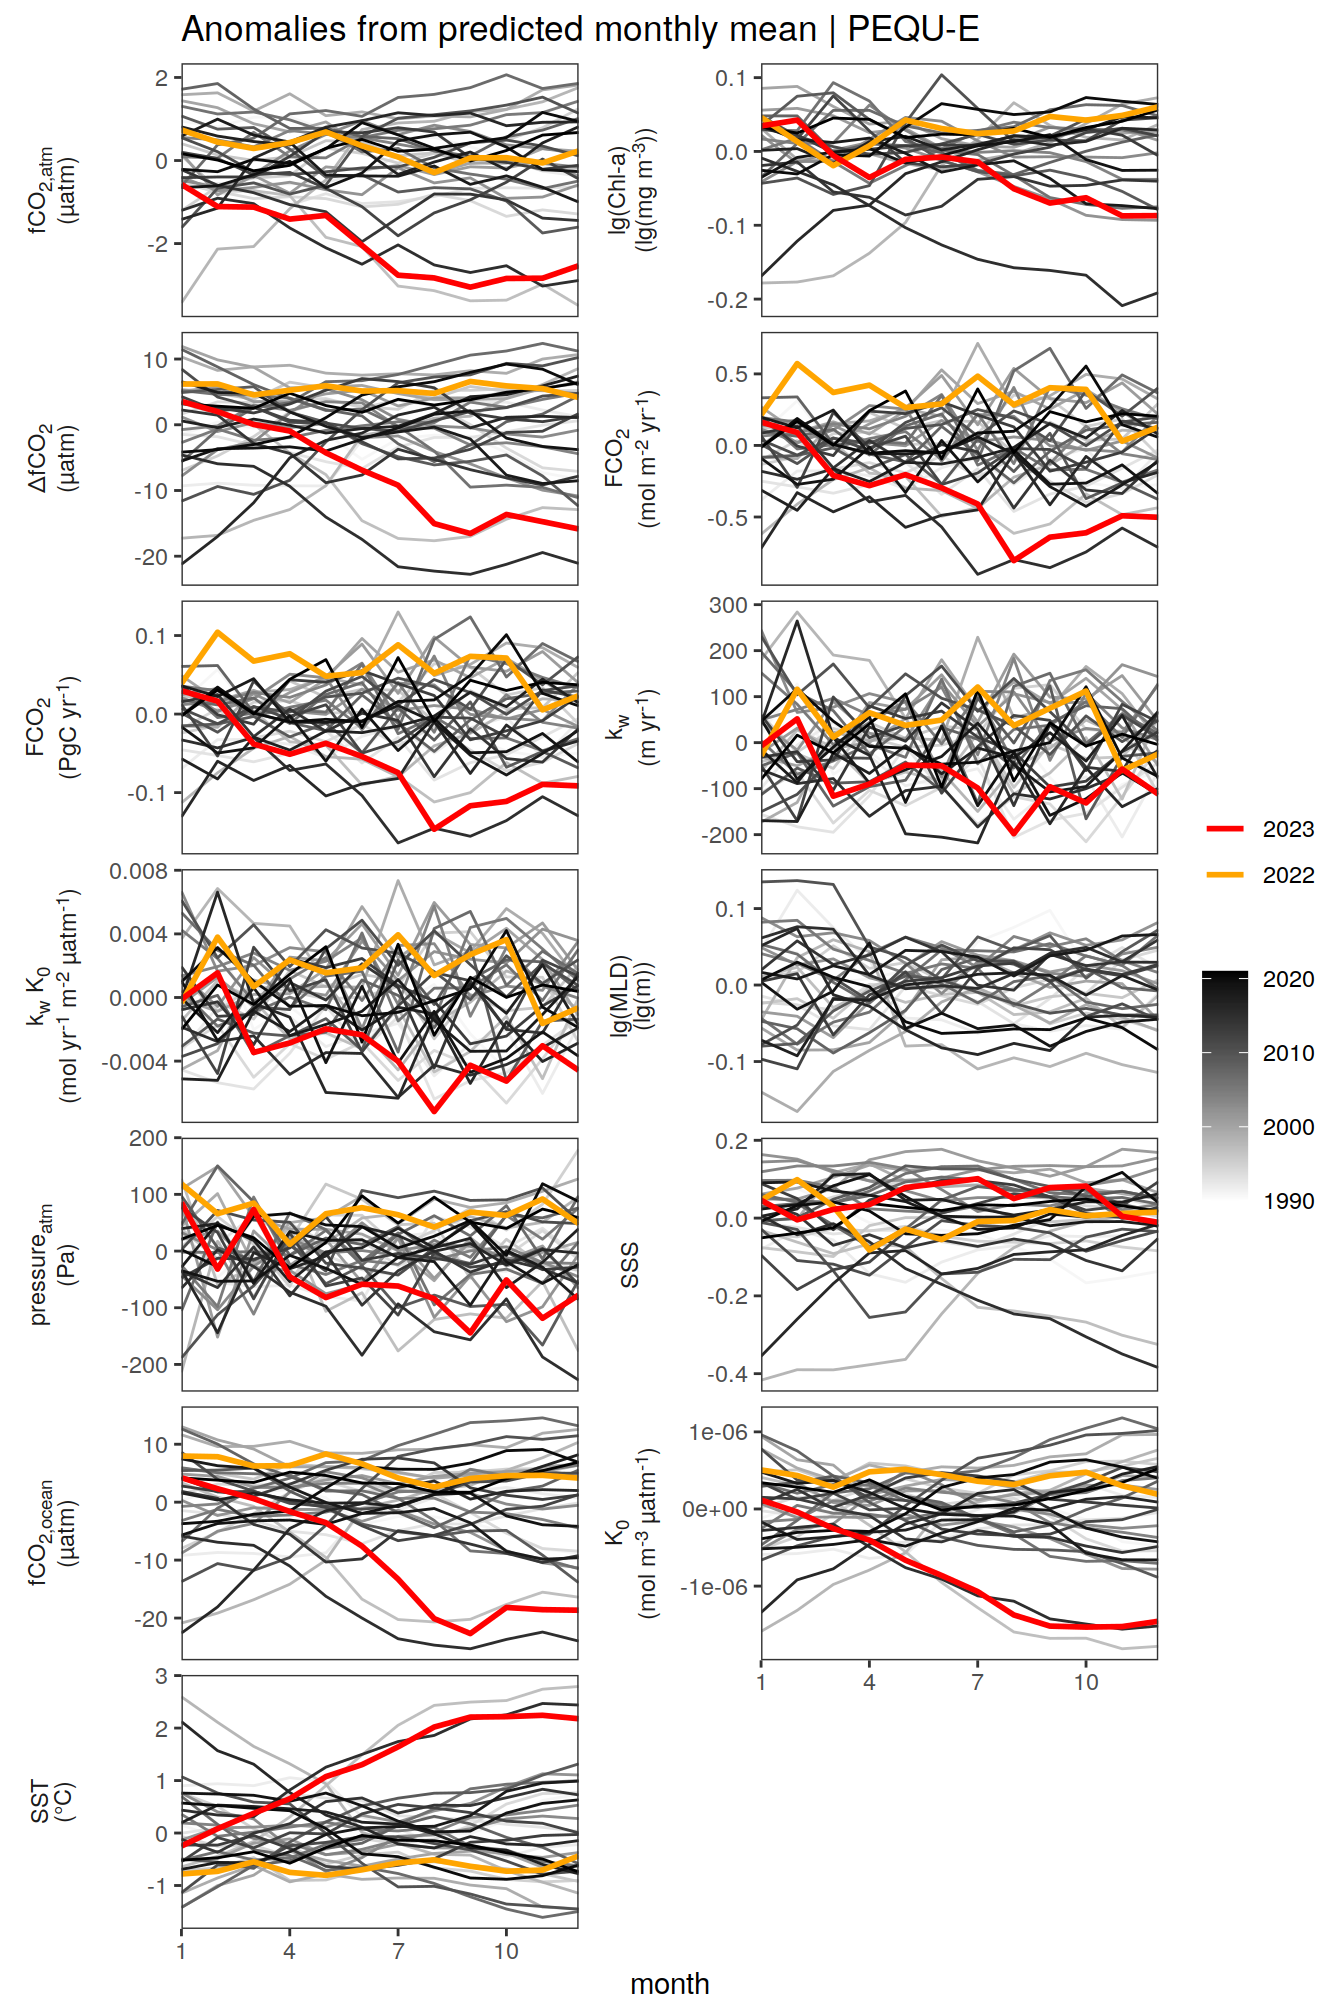 Anomalies from predicted monthly mean | PEQU-E
fCO2,atm
(µatm)
2
0
-2
lg(Chl-a)
(lg(mg m-3))
0.1
0.0
-0.1
-0.2
ΔfCO2
(µatm)
10
0
-10
-20
FCO2
(mol m-2 yr-1)
0.5
0.0
-0.5
FCO2
(PgC yr-1)
0.1
0.0
-0.1
kw
(m yr-1)
300
200
100
0
-100
-200
kw K0
(mol yr-1 m-2 µatm-1)
0.008
0.004
0.000
-0.004
lg(MLD)
(lg(m))
0.1
0.0
-0.1
pressureatm
(Pa)
200
100
0
-100
-200
SSS
0.2
0.0
-0.2
-0.4
fCO2,ocean
(µatm)
10
0
-10
-20
K0
(mol m-3 µatm-1)
1e-06
0e+00
-1e-06
1 4 7 10
SST
(°C)
3
2
1
0
-1
1 4 7 10
month
2023
2022
2020
2010
2000
1990